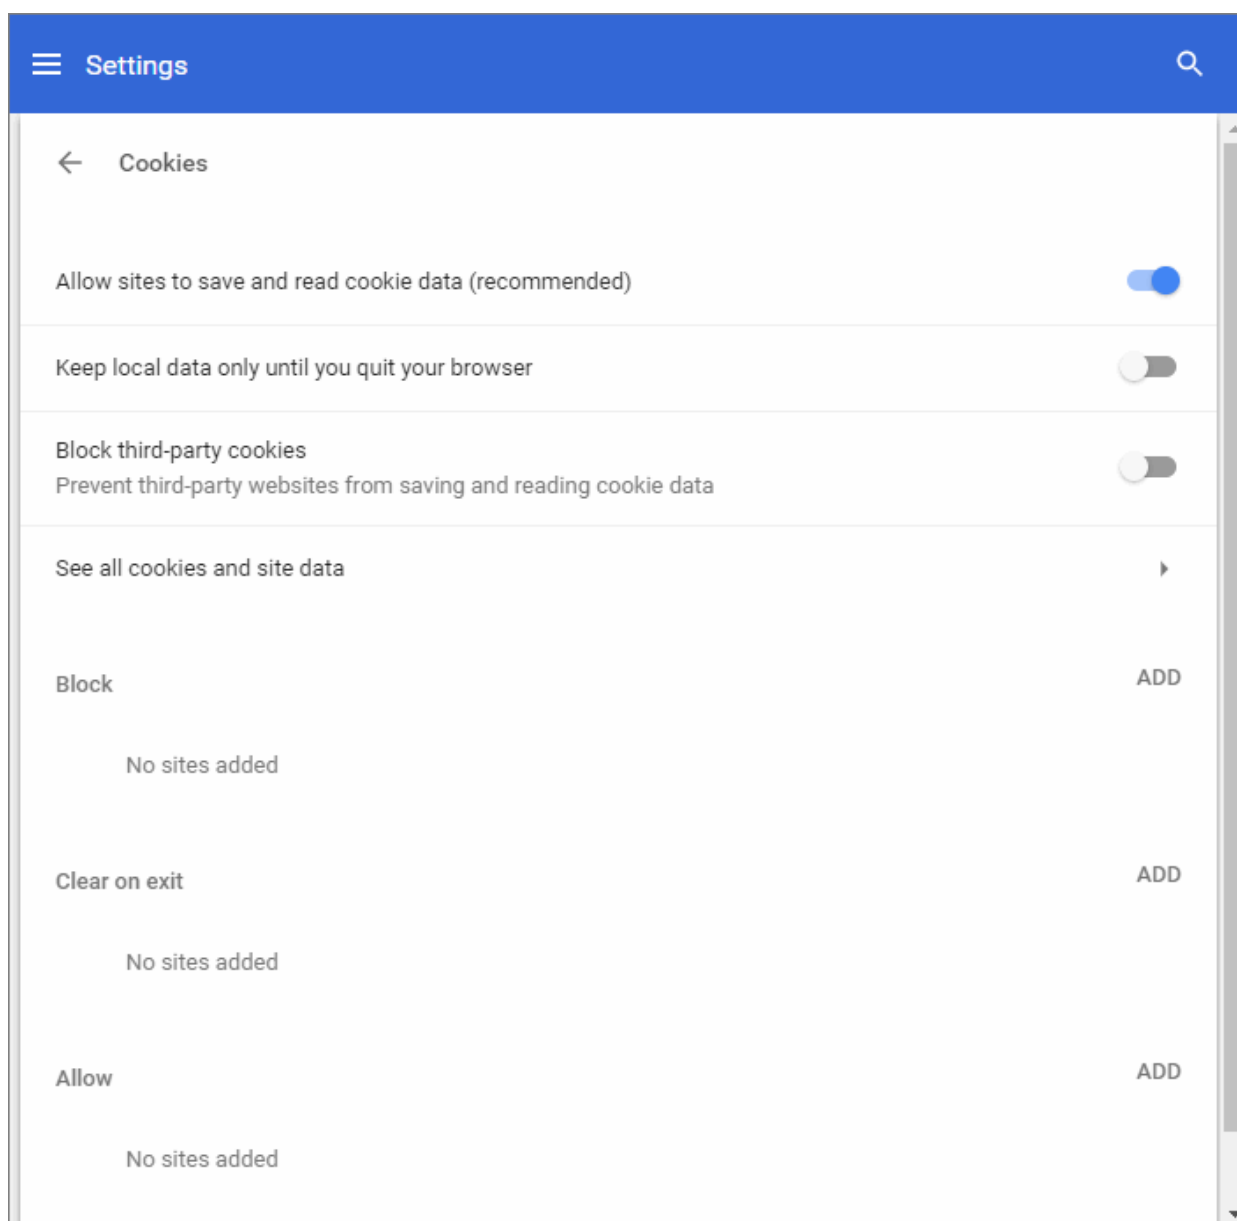 Settings
Cookies
Allow sites to save and read cookie data (recommended)
Keep local data only until you quit your browser
Block third-party cookies
Prevent third-party websites from saving and reading cookie data
See all cookies and site data
Block
ADD
No sites added
Clear on exit
ADD
No sites added
Allow
ADD
No sites added